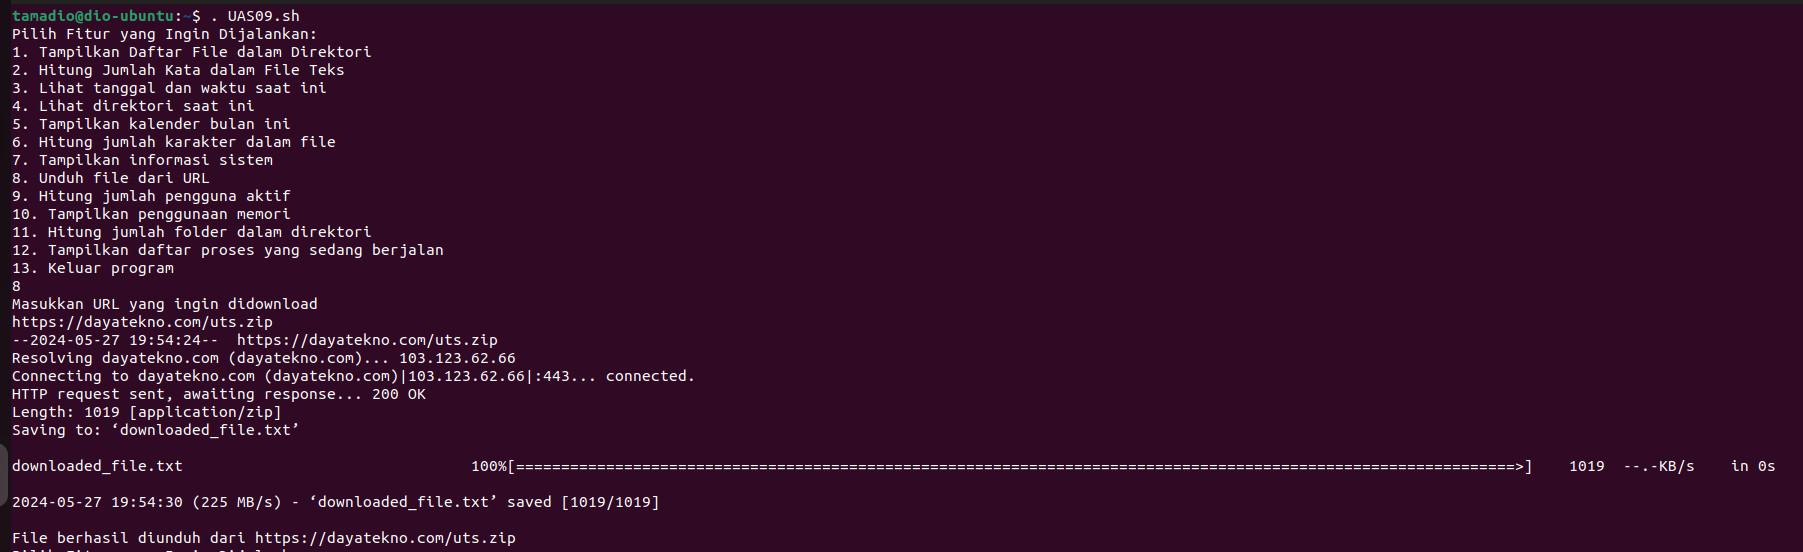 tamadio@dio-ubuntu:~$ . UAS09.sh
Pilih Fitur yang Ingin Dijalankan:
1. Tampilkan Daftar File dalam Direktori
2. Hitung Jumlah Kata dalam File Teks
3. Lihat tanggal dan waktu saat ini
4. Lihat direktori saat ini
5. Tampilkan kalender bulan ini
6. Hitung jumlah karakter dalam file
7. Tampilkan informasi sistem
8. Unduh file dari URL
9. Hitung jumlah pengguna aktif
10. Tampilkan penggunaan memori
11. Hitung jumlah folder dalam direktori
12. Tampilkan daftar proses yang sedang berjalan
13. Keluar program
8
Masukkan URL yang ingin didownload
https://dayatekno.com/uts.zip
--2024-05-27 19:54:24--  https://dayatekno.com/uts.zip
Resolving dayatekno.com (dayatekno.com)... 103.123.62.66
Connecting to dayatekno.com (dayatekno.com)|103.123.62.66|:443... connected.
HTTP request sent, awaiting response... 200 OK
Length: 1019 [application/zip]
Saving to: ‘downloaded_file.txt’
downloaded_file.txt 100%[===============================================================================================================>] 1019 --.-KB/s in 0s
2024-05-27 19:54:30 (225 MB/s) - ‘downloaded_file.txt’ saved [1019/1019]
File berhasil diunduh dari https://dayatekno.com/uts.zip